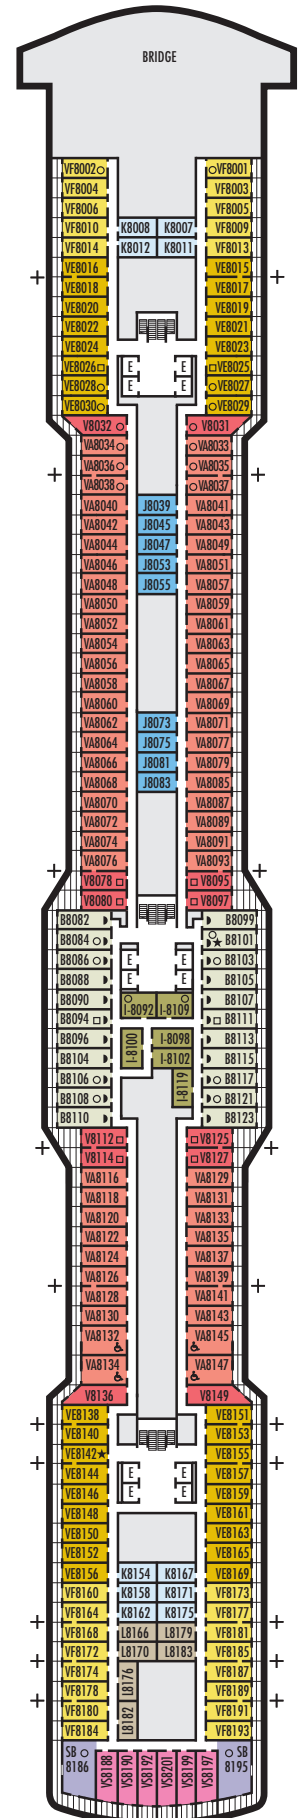 BRIDGE
VF8002 VF8001
VF8004 VF8003
VF8006 VF8005
VF8010 K8008 K8007 VF8009
VF8014 K8012 K8011 VF8013
VE8016 VE8015
VE8018 VE8017
VE8020 VE8019
VE8022 VE8021
VE8024 VE8023
VE8026 E E VE8025
VE8028 E E VE8027
VE8030 VE8029
V8032 V8031
VA8034 VA8033
VA8036 VA8035
VA8038 VA8037
VA8040 J8039 VA8041
VA8042 J8045 VA8043
VA8044 J8047 VA8049
VA8046 J8053 VA8051
VA8048 J8055 VA8057
VA8050 VA8059
VA8052 VA8061
VA8054 VA8063
VA8056 VA8065
VA8058 VA8067
VA8060 VA8069
VA8062 J8073 VA8071
VA8064 J8075 VA8077
VA8066 J8081 VA8079
VA8068 J8083 VA8085
VA8070 VA8087
VA8072 VA8089
VA8074 VA8091
VA8076 VA8093
V8078 V8095
V8080 V8097
B8082 B8099
B8084 B8101
B8086 E E B8103
B8088 E E B8105
B8090 I-8092 I-8109 B8107
B8094 B8111
B8096 I-8100 I-8098 B8113
B8104 I-8102 B8115
B8106 I-8119 B8117
B8108 B8121
B8110 B8123
V8112 V8125
V8114 V8127
VA8116 VA8129
VA8118 VA8131
VA8120 VA8133
VA8122 VA8135
VA8124 VA8137
VA8126 VA8139
VA8128 VA8141
VA8130 VA8143
VA8132 VA8145
VA8134 VA8147
V8136 V8149
VE8138 VE8151
VE8140 VE8153
VE8142 VE8155
VE8144 E E VE8157
VE8146 E E VE8159
VE8148 VE8161
VE8150 VE8163
VE8152 VE8165
VE8156 K8154 K8167 VE8169
VF8160 K8158 K8171 VF8173
VF8164 K8162 K8175 VF8177
VF8168 L8166 L8179 VF8181
VF8172 L8170 L8183 VF8185
VF8174 L8176 VF8187
VF8178 VF8189
VF8180 L8182 VF8191
VF8184 VF8193
SB 8186 VS8188 VS8190 VS8192 VS8201 VS8199 VS8197 SB 8195